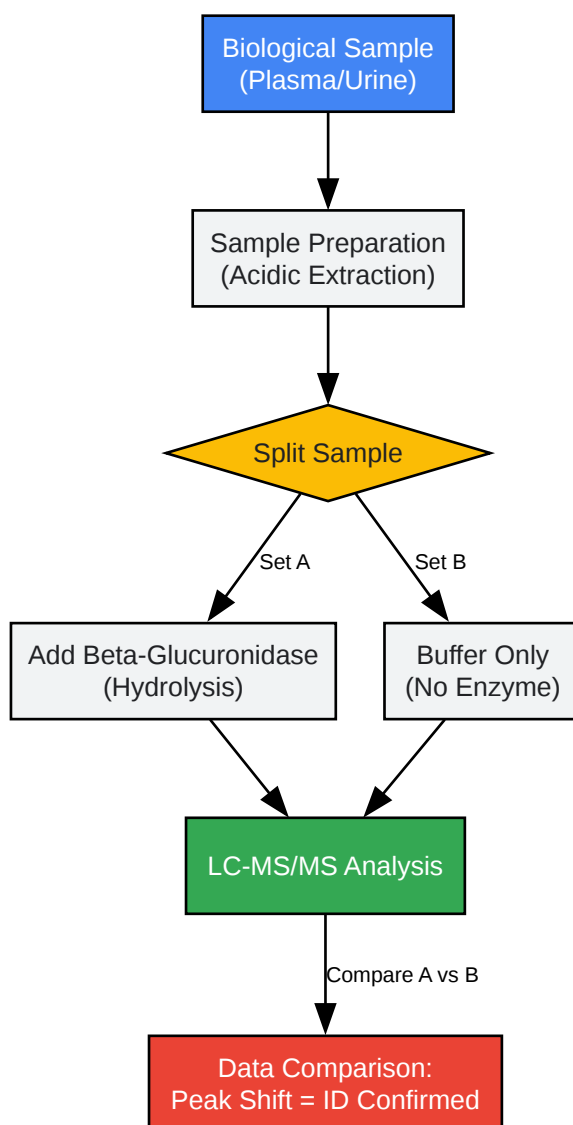 Biological Sample
(Plasma/Urine)
Sample Preparation
(Acidic Extraction)
Split Sample
Set A
Set B
Add Beta-Glucuronidase
(Hydrolysis)
Buffer Only
(No Enzyme)
LC-MS/MS Analysis
Compare A vs B
Data Comparison:
Peak Shift = ID Confirmed